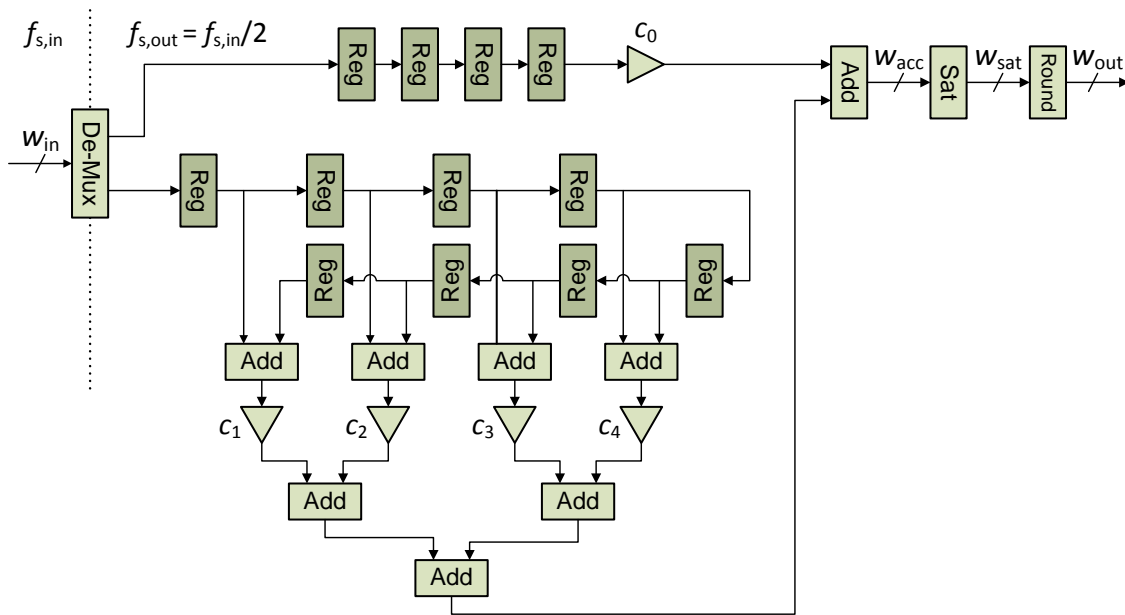 f_s,in
f_s,out = f_s,in/2
c_0
Reg Reg Reg Reg
Add w_acc Sat w_sat Round w_out
w_in
De-Mux
Reg Reg Reg Reg
Reg Reg Reg Reg
Add Add Add Add
c_1 c_2 c_3 c_4
Add Add
Add